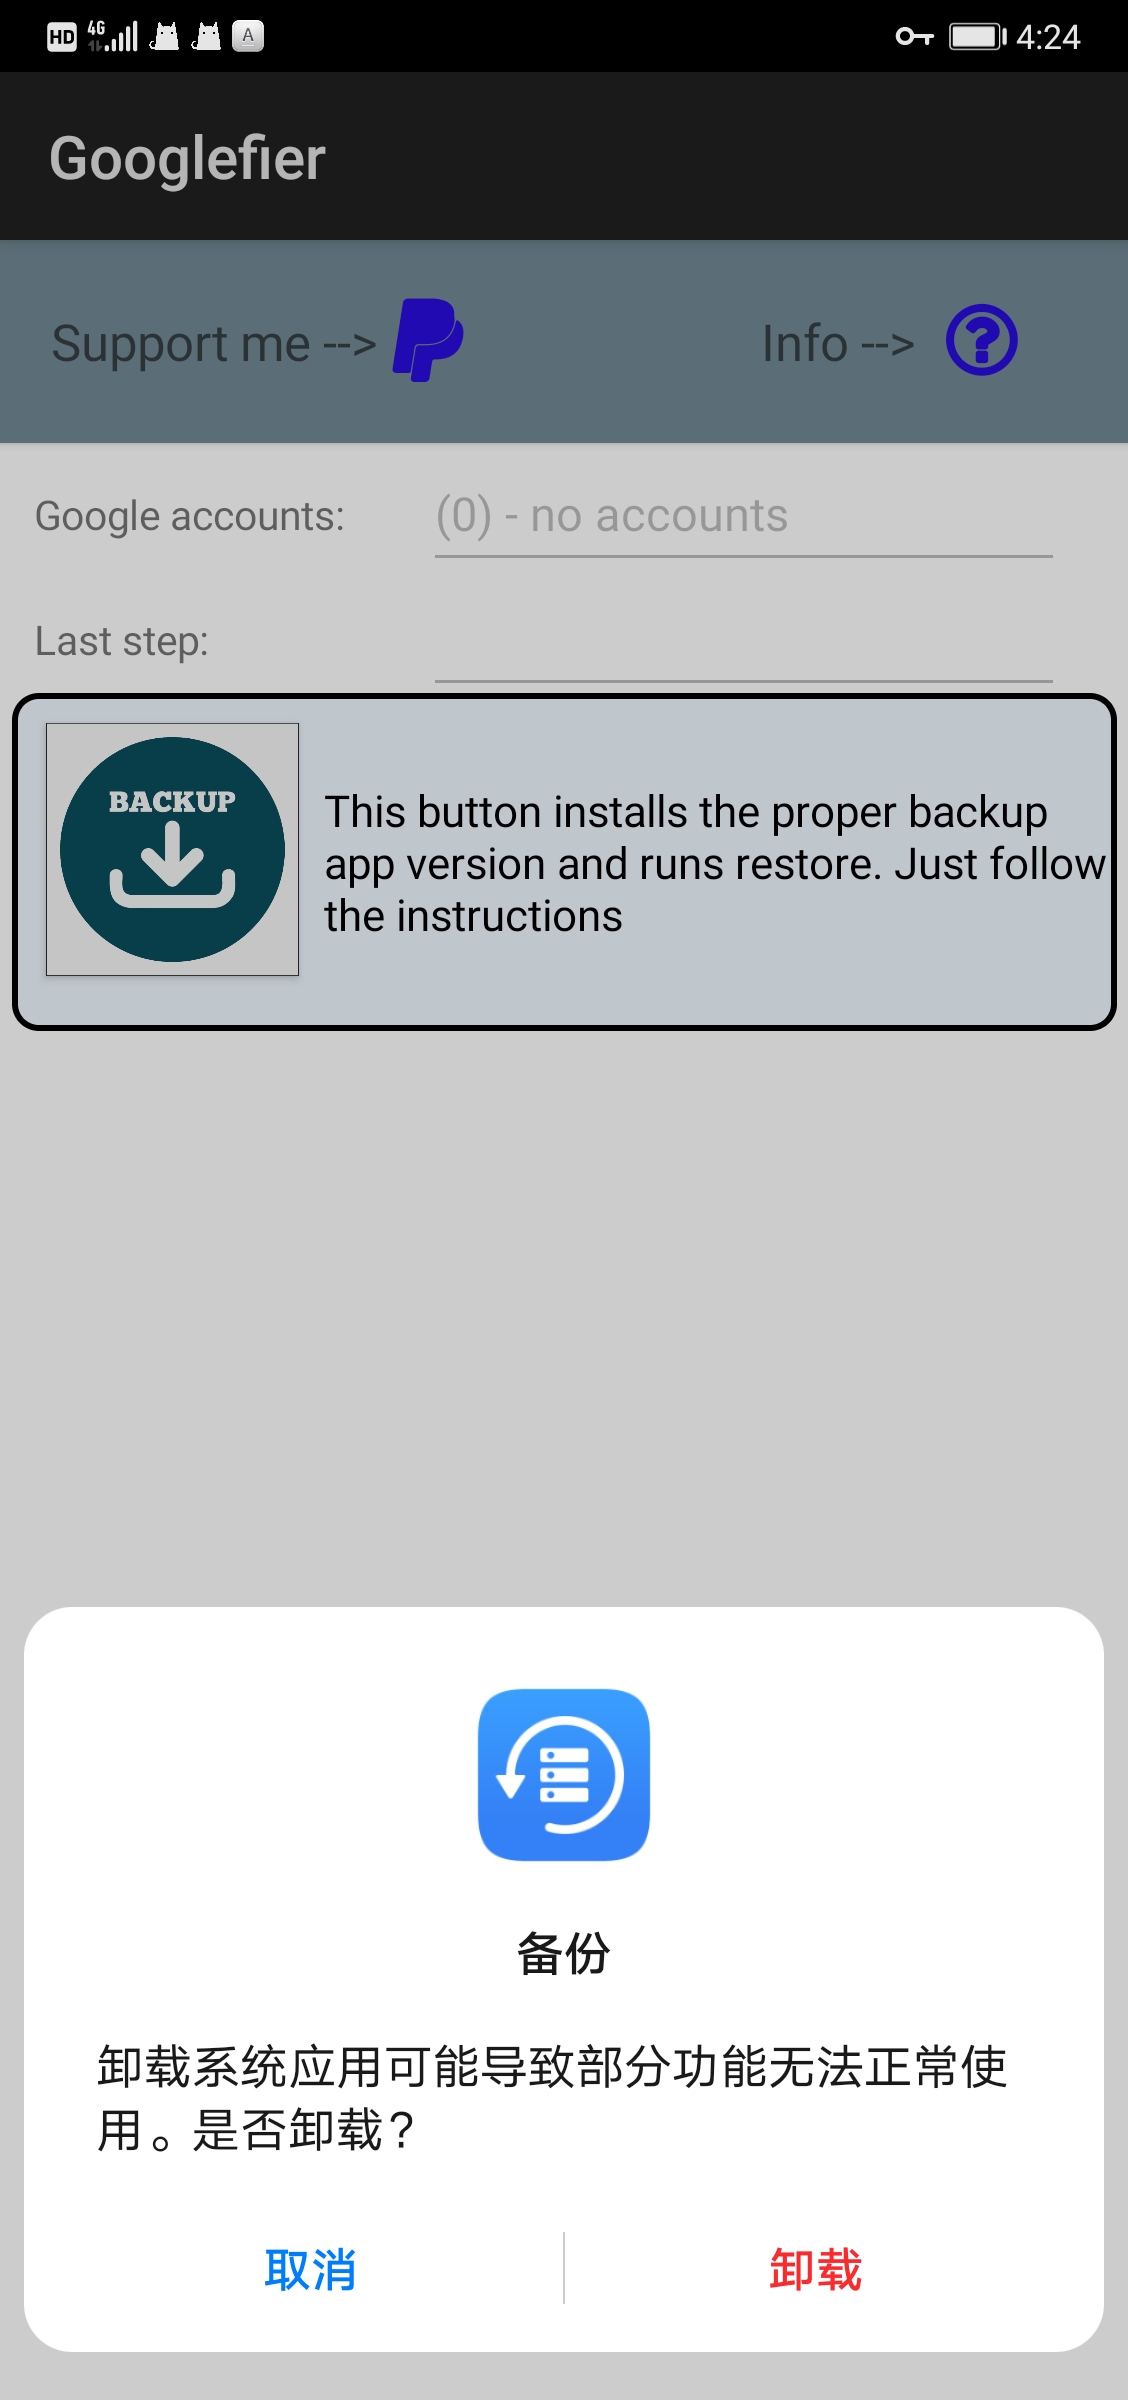 HD 4G A 4:24
Googlefier
Support me --> Info -->
Google accounts: (0) - no accounts
Last step:
BACKUP
This button installs the proper backup
app version and runs restore. Just follow
the instructions
备份
卸载系统应用可能导致部分功能无法正常使
用。是否卸载？
取消 卸载